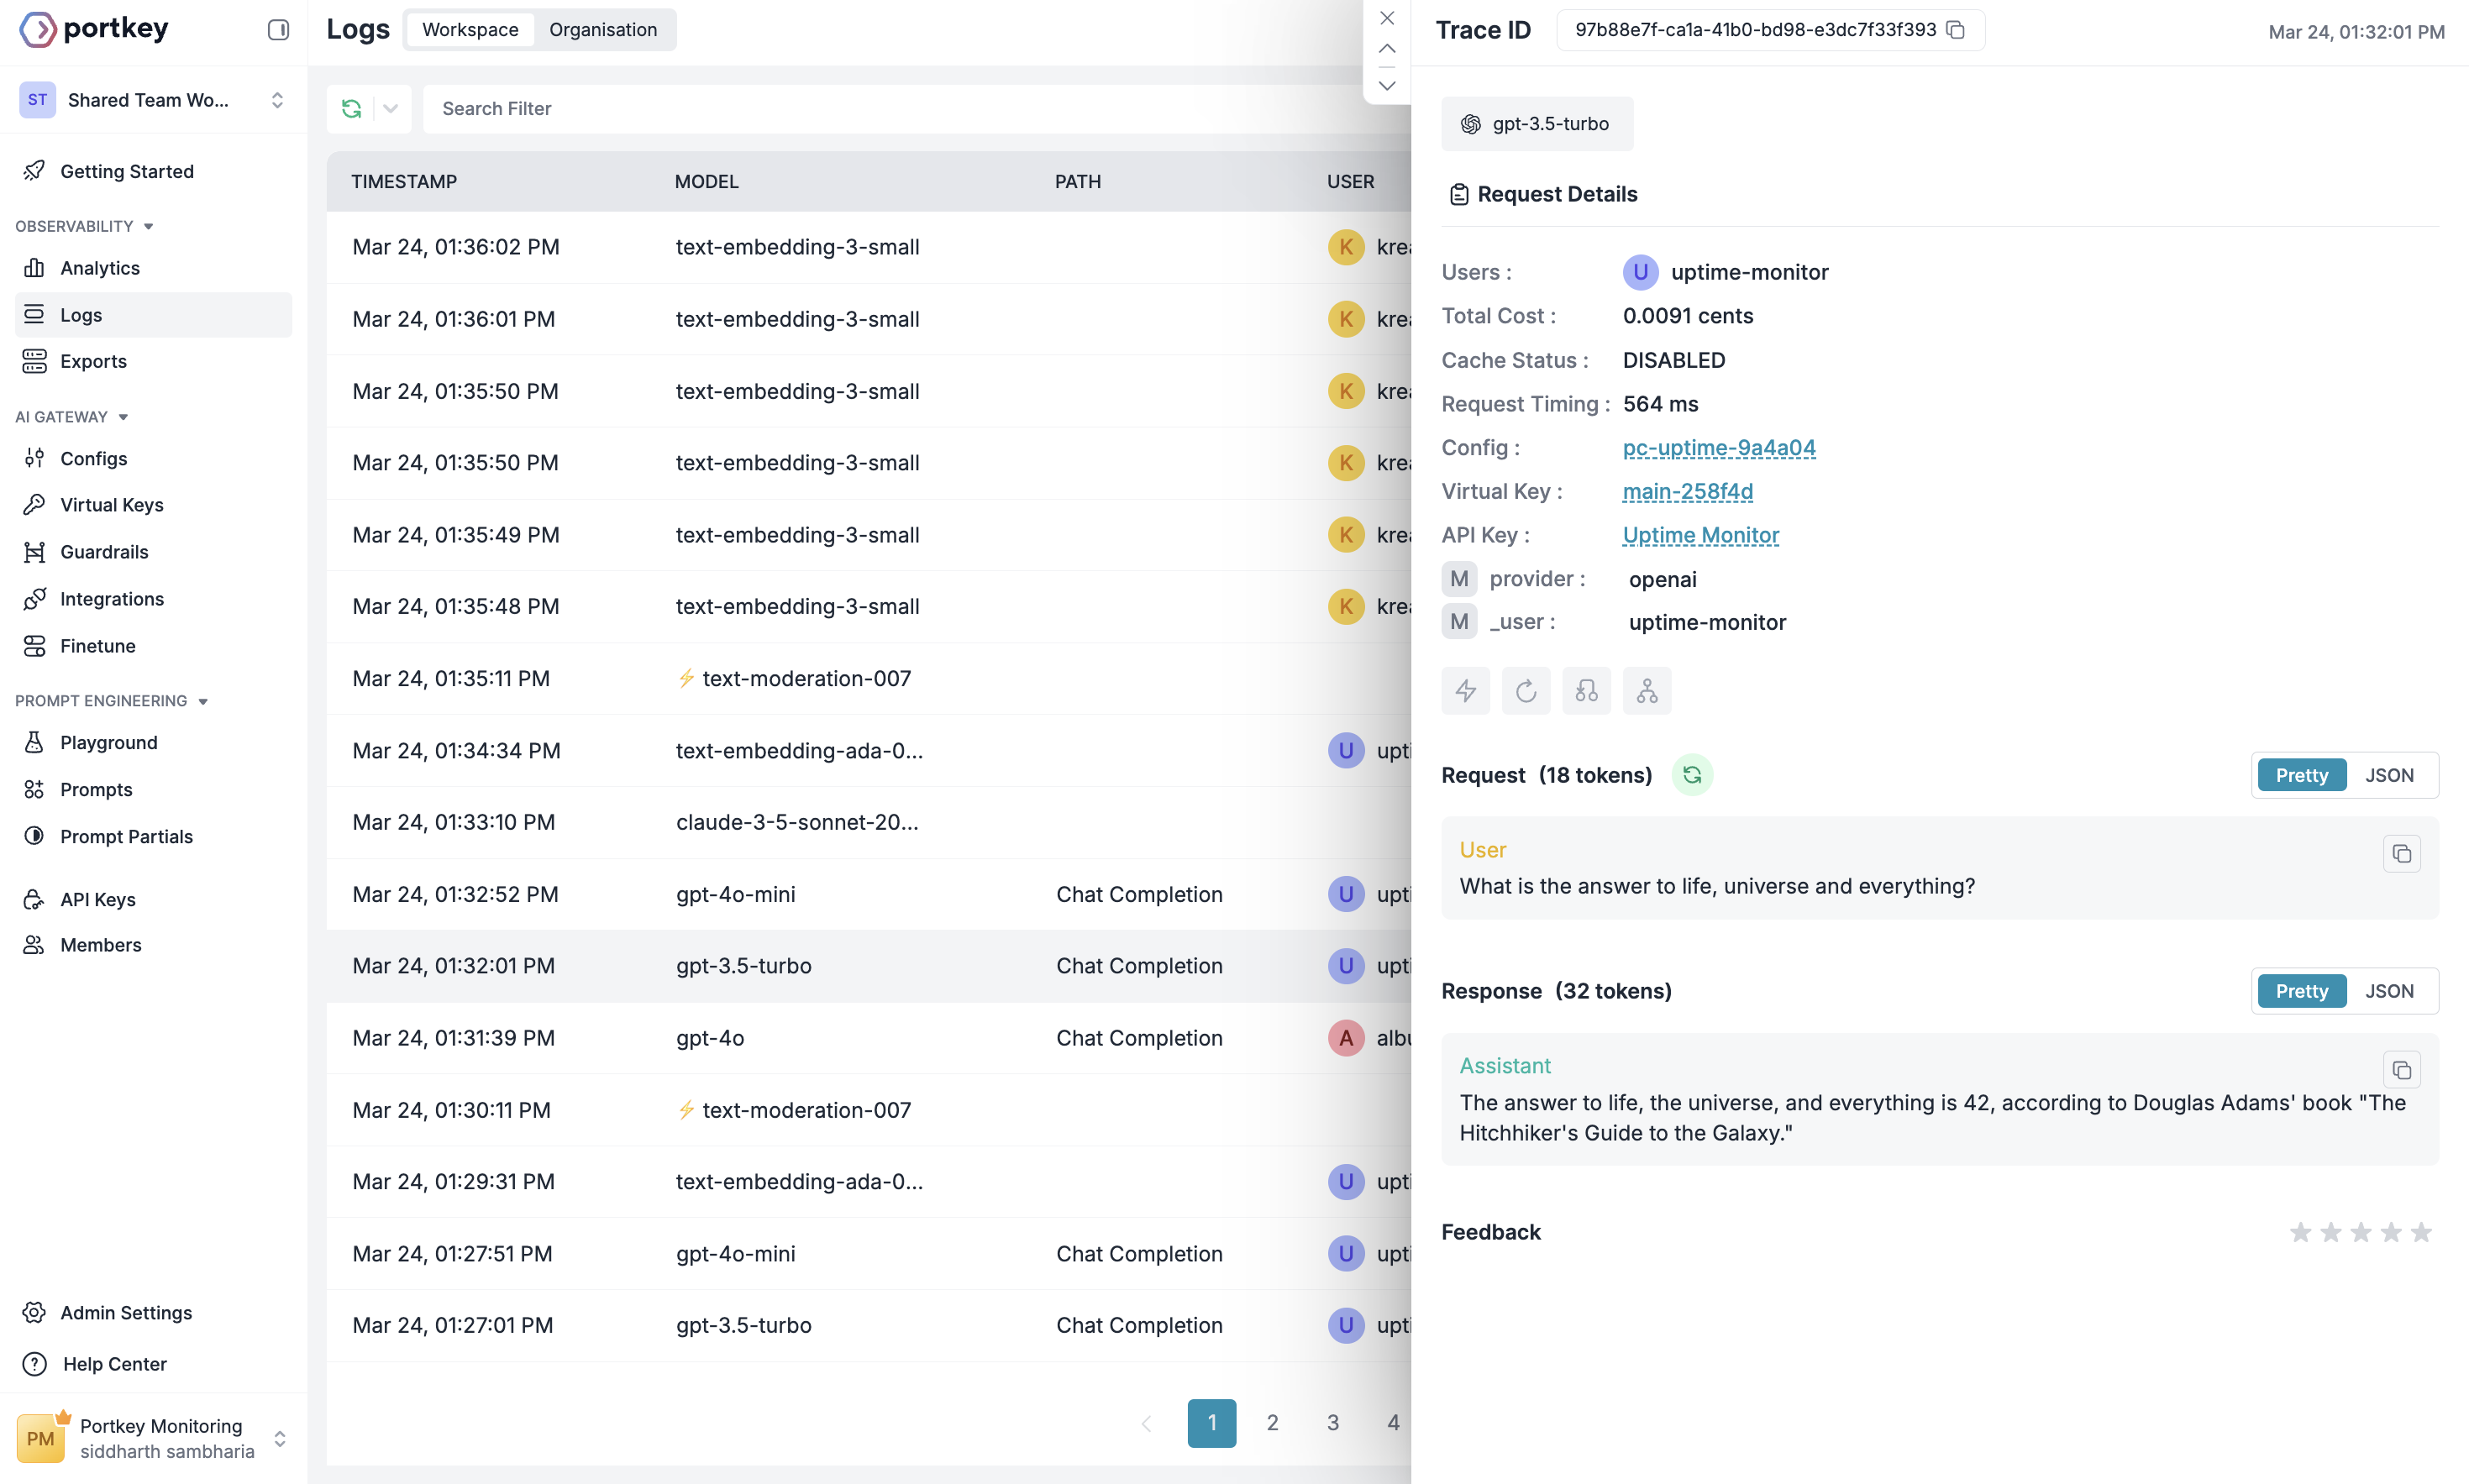 portkey
ST Shared Team Wo...
Getting Started
OBSERVABILITY
Analytics
Logs
Exports
AI GATEWAY
Configs
Virtual Keys
Guardrails
Integrations
Finetune
PROMPT ENGINEERING
Playground
Prompts
Prompt Partials
API Keys
Members
Admin Settings
Help Center
PM Portkey Monitoring
siddharth sambharia
Logs Workspace Organisation
Search Filter
TIMESTAMP MODEL PATH USER
Mar 24, 01:36:02 PM text-embedding-3-small K krea
Mar 24, 01:36:01 PM text-embedding-3-small K krea
Mar 24, 01:35:50 PM text-embedding-3-small K krea
Mar 24, 01:35:50 PM text-embedding-3-small K krea
Mar 24, 01:35:49 PM text-embedding-3-small K krea
Mar 24, 01:35:48 PM text-embedding-3-small K krea
Mar 24, 01:35:11 PM text-moderation-007
Mar 24, 01:34:34 PM text-embedding-ada-0... U upti
Mar 24, 01:33:10 PM claude-3-5-sonnet-20...
Mar 24, 01:32:52 PM gpt-4o-mini Chat Completion U upti
Mar 24, 01:32:01 PM gpt-3.5-turbo Chat Completion U upti
Mar 24, 01:31:39 PM gpt-4o Chat Completion A albu
Mar 24, 01:30:11 PM text-moderation-007
Mar 24, 01:29:31 PM text-embedding-ada-0... U upti
Mar 24, 01:27:51 PM gpt-4o-mini Chat Completion U upti
Mar 24, 01:27:01 PM gpt-3.5-turbo Chat Completion U upti
1 2 3 4
Trace ID 97b88e7f-ca1a-41b0-bd98-e3dc7f33f393 Mar 24, 01:32:01 PM
gpt-3.5-turbo
Request Details
Users : U uptime-monitor
Total Cost : 0.0091 cents
Cache Status : DISABLED
Request Timing : 564 ms
Config : pc-uptime-9a4a04
Virtual Key : main-258f4d
API Key : Uptime Monitor
M provider : openai
M _user : uptime-monitor
Request (18 tokens) Pretty JSON
User
What is the answer to life, universe and everything?
Response (32 tokens) Pretty JSON
Assistant
The answer to life, the universe, and everything is 42, according to Douglas Adams' book "The
Hitchhiker's Guide to the Galaxy."
Feedback